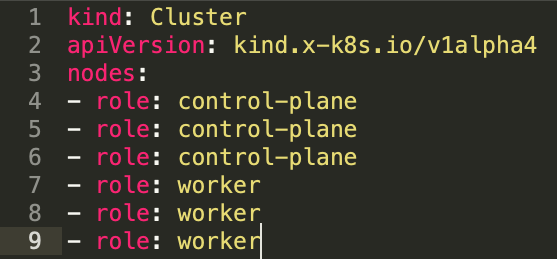 1 kind: Cluster
2 apiVersion: kind.x-k8s.io/v1alpha4
3 nodes:
4 - role: control-plane
5 - role: control-plane
6 - role: control-plane
7 - role: worker
8 - role: worker
9 - role: worker